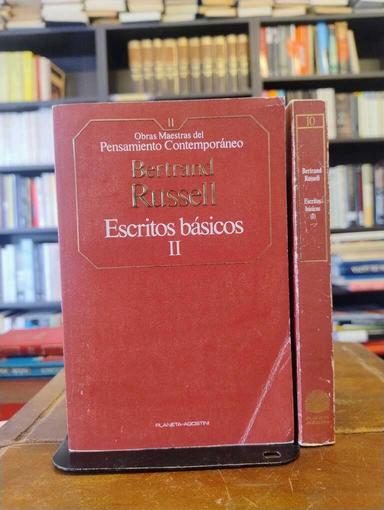 11
Obras Maestras del
Pensamiento Contemporáneo
Bertrand
Russell
Escritos básicos
II
PLANETA-AGOSTINI
10
Bertrand
Russell
Escritos
básicos
(I)